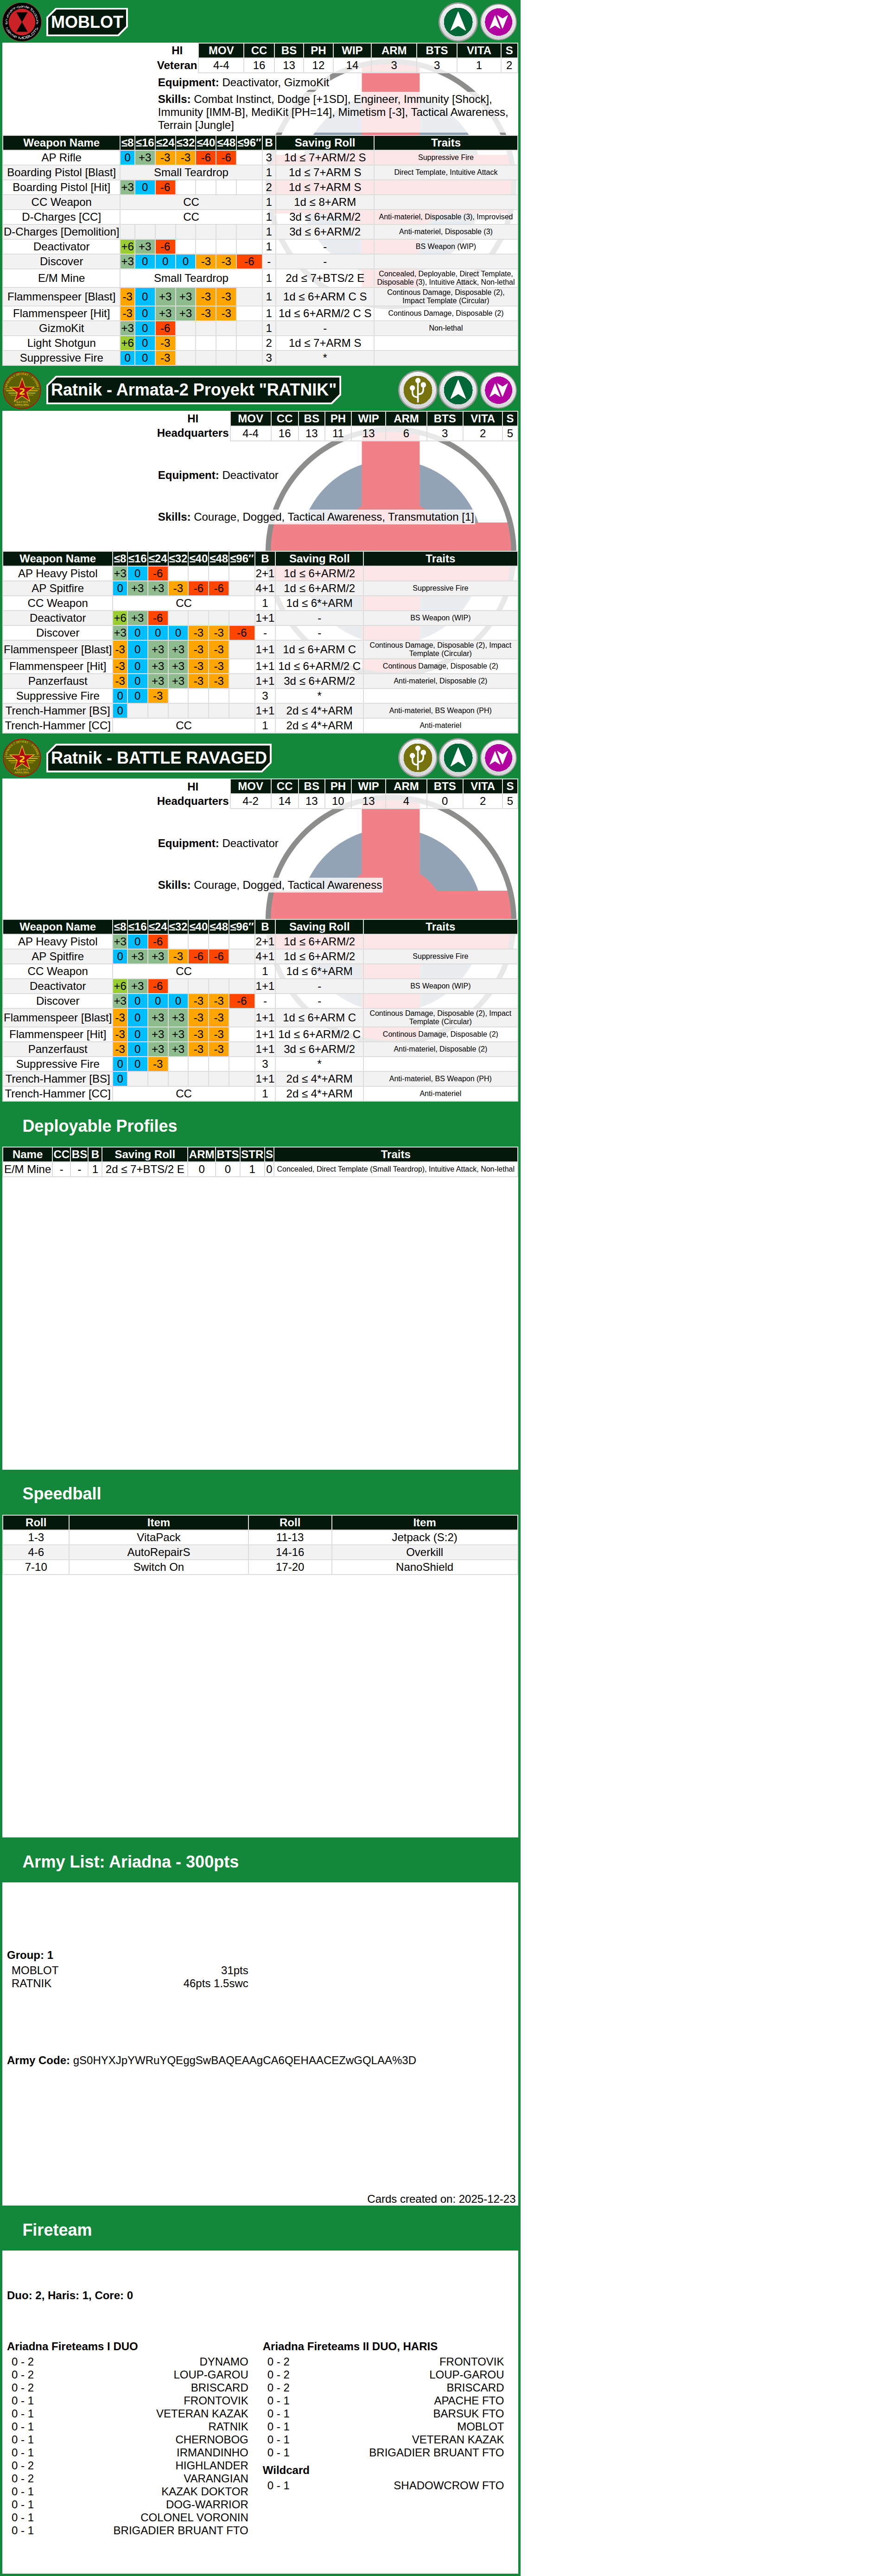 MOBLOT
HI MOV CC BS PH WIP ARM BTS VITA S
Veteran 4-4 16 13 12 14 3 3 1 2
Equipment: Deactivator, GizmoKit
Skills: Combat Instinct, Dodge [+1SD], Engineer, Immunity [Shock],
Immunity [IMM-B], MediKit [PH=14], Mimetism [-3], Tactical Awareness,
Terrain [Jungle]
Weapon Name ≤8 ≤16 ≤24 ≤32 ≤40 ≤48 ≤96″ B Saving Roll Traits
AP Rifle 0 +3 -3 -3 -6 -6 3 1d ≤ 7+ARM/2 S Suppressive Fire
Boarding Pistol [Blast] Small Teardrop 1 1d ≤ 7+ARM S Direct Template, Intuitive Attack
Boarding Pistol [Hit] +3 0 -6 2 1d ≤ 7+ARM S
CC Weapon CC 1 1d ≤ 8+ARM
D-Charges [CC] CC 1 3d ≤ 6+ARM/2 Anti-materiel, Disposable (3), Improvised
D-Charges [Demolition] 1 3d ≤ 6+ARM/2 Anti-materiel, Disposable (3)
Deactivator +6 +3 -6 1 - BS Weapon (WIP)
Discover +3 0 0 0 -3 -3 -6 - -
E/M Mine Small Teardrop 1 2d ≤ 7+BTS/2 E Concealed, Deployable, Direct Template,
Disposable (3), Intuitive Attack, Non-lethal
Flammenspeer [Blast] -3 0 +3 +3 -3 -3 1 1d ≤ 6+ARM C S Continous Damage, Disposable (2),
Impact Template (Circular)
Flammenspeer [Hit] -3 0 +3 +3 -3 -3 1 1d ≤ 6+ARM/2 C S Continous Damage, Disposable (2)
GizmoKit +3 0 -6 1 - Non-lethal
Light Shotgun +6 0 -3 2 1d ≤ 7+ARM S
Suppressive Fire 0 0 -3 3 *
Ratnik - Armata-2 Proyekt "RATNIK"
HI MOV CC BS PH WIP ARM BTS VITA S
Headquarters 4-4 16 13 11 13 6 3 2 5
Equipment: Deactivator
Skills: Courage, Dogged, Tactical Awareness, Transmutation [1]
Weapon Name ≤8 ≤16 ≤24 ≤32 ≤40 ≤48 ≤96″ B Saving Roll Traits
AP Heavy Pistol +3 0 -6 2+1 1d ≤ 6+ARM/2
AP Spitfire 0 +3 +3 -3 -6 -6 4+1 1d ≤ 6+ARM/2 Suppressive Fire
CC Weapon CC 1 1d ≤ 6*+ARM
Deactivator +6 +3 -6 1+1 - BS Weapon (WIP)
Discover +3 0 0 0 -3 -3 -6 - -
Flammenspeer [Blast] -3 0 +3 +3 -3 -3 1+1 1d ≤ 6+ARM C Continous Damage, Disposable (2), Impact
Template (Circular)
Flammenspeer [Hit] -3 0 +3 +3 -3 -3 1+1 1d ≤ 6+ARM/2 C Continous Damage, Disposable (2)
Panzerfaust -3 0 +3 +3 -3 -3 1+1 3d ≤ 6+ARM/2 Anti-materiel, Disposable (2)
Suppressive Fire 0 0 -3 3 *
Trench-Hammer [BS] 0 1+1 2d ≤ 4*+ARM Anti-materiel, BS Weapon (PH)
Trench-Hammer [CC] CC 1 2d ≤ 4*+ARM Anti-materiel
Ratnik - BATTLE RAVAGED
HI MOV CC BS PH WIP ARM BTS VITA S
Headquarters 4-2 14 13 10 13 4 0 2 5
Equipment: Deactivator
Skills: Courage, Dogged, Tactical Awareness
Weapon Name ≤8 ≤16 ≤24 ≤32 ≤40 ≤48 ≤96″ B Saving Roll Traits
AP Heavy Pistol +3 0 -6 2+1 1d ≤ 6+ARM/2
AP Spitfire 0 +3 +3 -3 -6 -6 4+1 1d ≤ 6+ARM/2 Suppressive Fire
CC Weapon CC 1 1d ≤ 6*+ARM
Deactivator +6 +3 -6 1+1 - BS Weapon (WIP)
Discover +3 0 0 0 -3 -3 -6 - -
Flammenspeer [Blast] -3 0 +3 +3 -3 -3 1+1 1d ≤ 6+ARM C Continous Damage, Disposable (2), Impact
Template (Circular)
Flammenspeer [Hit] -3 0 +3 +3 -3 -3 1+1 1d ≤ 6+ARM/2 C Continous Damage, Disposable (2)
Panzerfaust -3 0 +3 +3 -3 -3 1+1 3d ≤ 6+ARM/2 Anti-materiel, Disposable (2)
Suppressive Fire 0 0 -3 3 *
Trench-Hammer [BS] 0 1+1 2d ≤ 4*+ARM Anti-materiel, BS Weapon (PH)
Trench-Hammer [CC] CC 1 2d ≤ 4*+ARM Anti-materiel
Deployable Profiles
Name CC BS B Saving Roll ARM BTS STR S Traits
E/M Mine - - 1 2d ≤ 7+BTS/2 E 0 0 1 0 Concealed, Direct Template (Small Teardrop), Intuitive Attack, Non-lethal
Speedball
Roll Item Roll Item
1-3 VitaPack 11-13 Jetpack (S:2)
4-6 AutoRepairS 14-16 Overkill
7-10 Switch On 17-20 NanoShield
Army List: Ariadna - 300pts
Group: 1
MOBLOT 31pts
RATNIK 46pts 1.5swc
Army Code: gS0HYXJpYWRuYQEggSwBAQEAAgCA6QEHAACEZwGQLAA%3D
Cards created on: 2025-12-23
Fireteam
Duo: 2, Haris: 1, Core: 0
Ariadna Fireteams I DUO
0 - 2 DYNAMO
0 - 2 LOUP-GAROU
0 - 2 BRISCARD
0 - 1 FRONTOVIK
0 - 1 VETERAN KAZAK
0 - 1 RATNIK
0 - 1 CHERNOBOG
0 - 1 IRMANDINHO
0 - 2 HIGHLANDER
0 - 2 VARANGIAN
0 - 1 KAZAK DOKTOR
0 - 1 DOG-WARRIOR
0 - 1 COLONEL VORONIN
0 - 1 BRIGADIER BRUANT FTO
Ariadna Fireteams II DUO, HARIS
0 - 2 FRONTOVIK
0 - 2 LOUP-GAROU
0 - 2 BRISCARD
0 - 1 APACHE FTO
0 - 1 BARSUK FTO
0 - 1 MOBLOT
0 - 1 VETERAN KAZAK
0 - 1 BRIGADIER BRUANT FTO
Wildcard
0 - 1 SHADOWCROW FTO